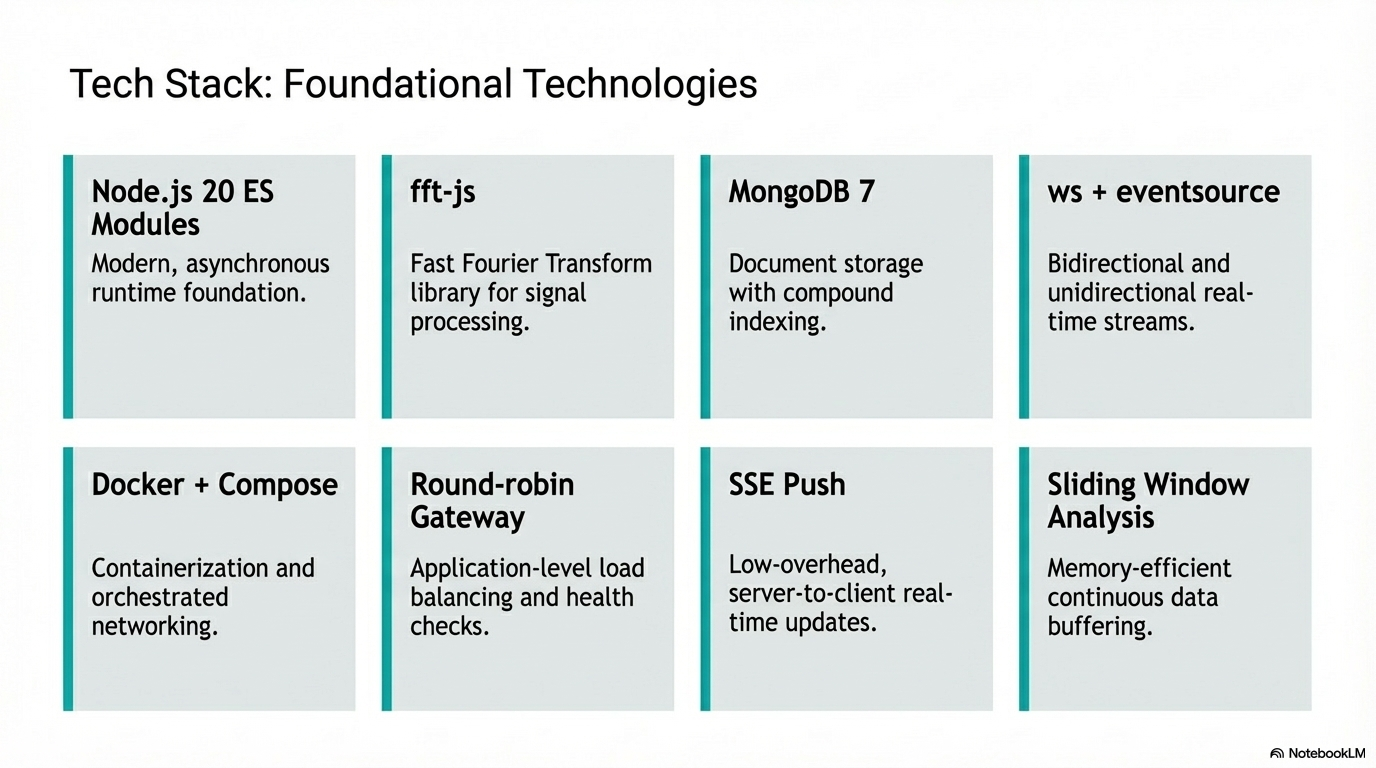 Tech Stack: Foundational Technologies
Node.js 20 ES
Modules
Modern, asynchronous
runtime foundation.
fft-js
Fast Fourier Transform
library for signal
processing.
MongoDB 7
Document storage
with compound
indexing.
ws + eventsource
Bidirectional and
unidirectional real-
time streams.
Docker + Compose
Containerization and
orchestrated
networking.
Round-robin
Gateway
Application-level load
balancing and health
checks.
SSE Push
Low-overhead,
server-to-client real-
time updates.
Sliding Window
Analysis
Memory-efficient
continuous data
buffering.
NotebookLM